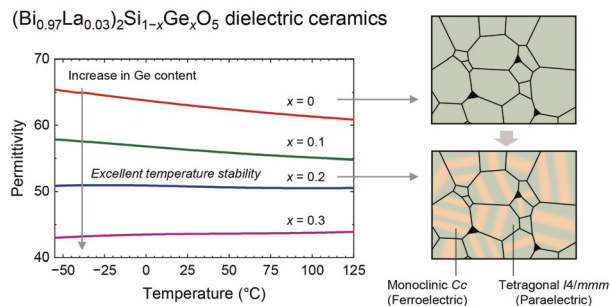 (Bi0.97La0.03)2Si1−xGexO5 dielectric ceramics
Increase in Ge content
x = 0
x = 0.1
Excellent temperature stability
x = 0.2
x = 0.3
70
60
50
40
Permittivity
−50 −25 0 25 50 75 100 125
Temperature (°C)
Monoclinic Cc
(Ferroelectric)
Tetragonal I4/mmm
(Paraelectric)